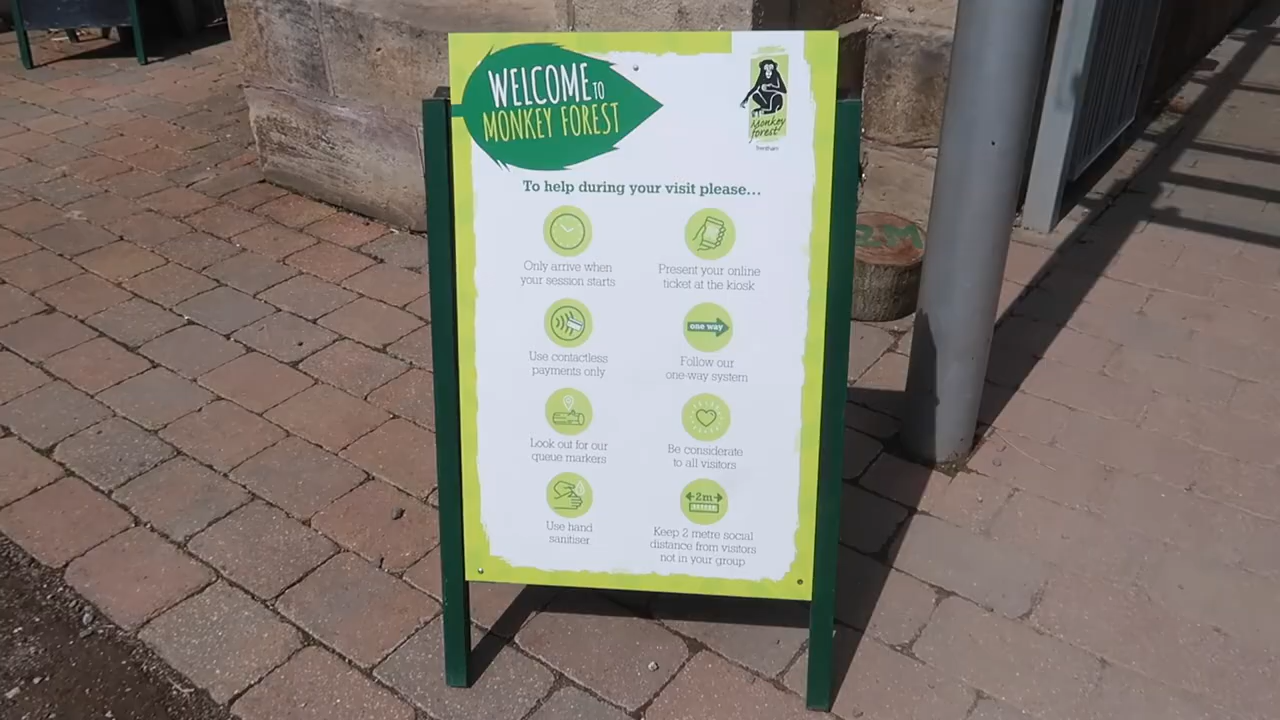 WELCOME TO
MONKEY FOREST
Monkey
forest
Trentham
To help during your visit please...
Only arrive when
your session starts
Present your online
ticket at the kiosk
Use contactless
payments only
one way
Follow our
one-way system
Look out for our
queue markers
Be considerate
to all visitors
Use hand
sanitiser
2m
Keep 2 metre social
distance from visitors
not in your group
2M